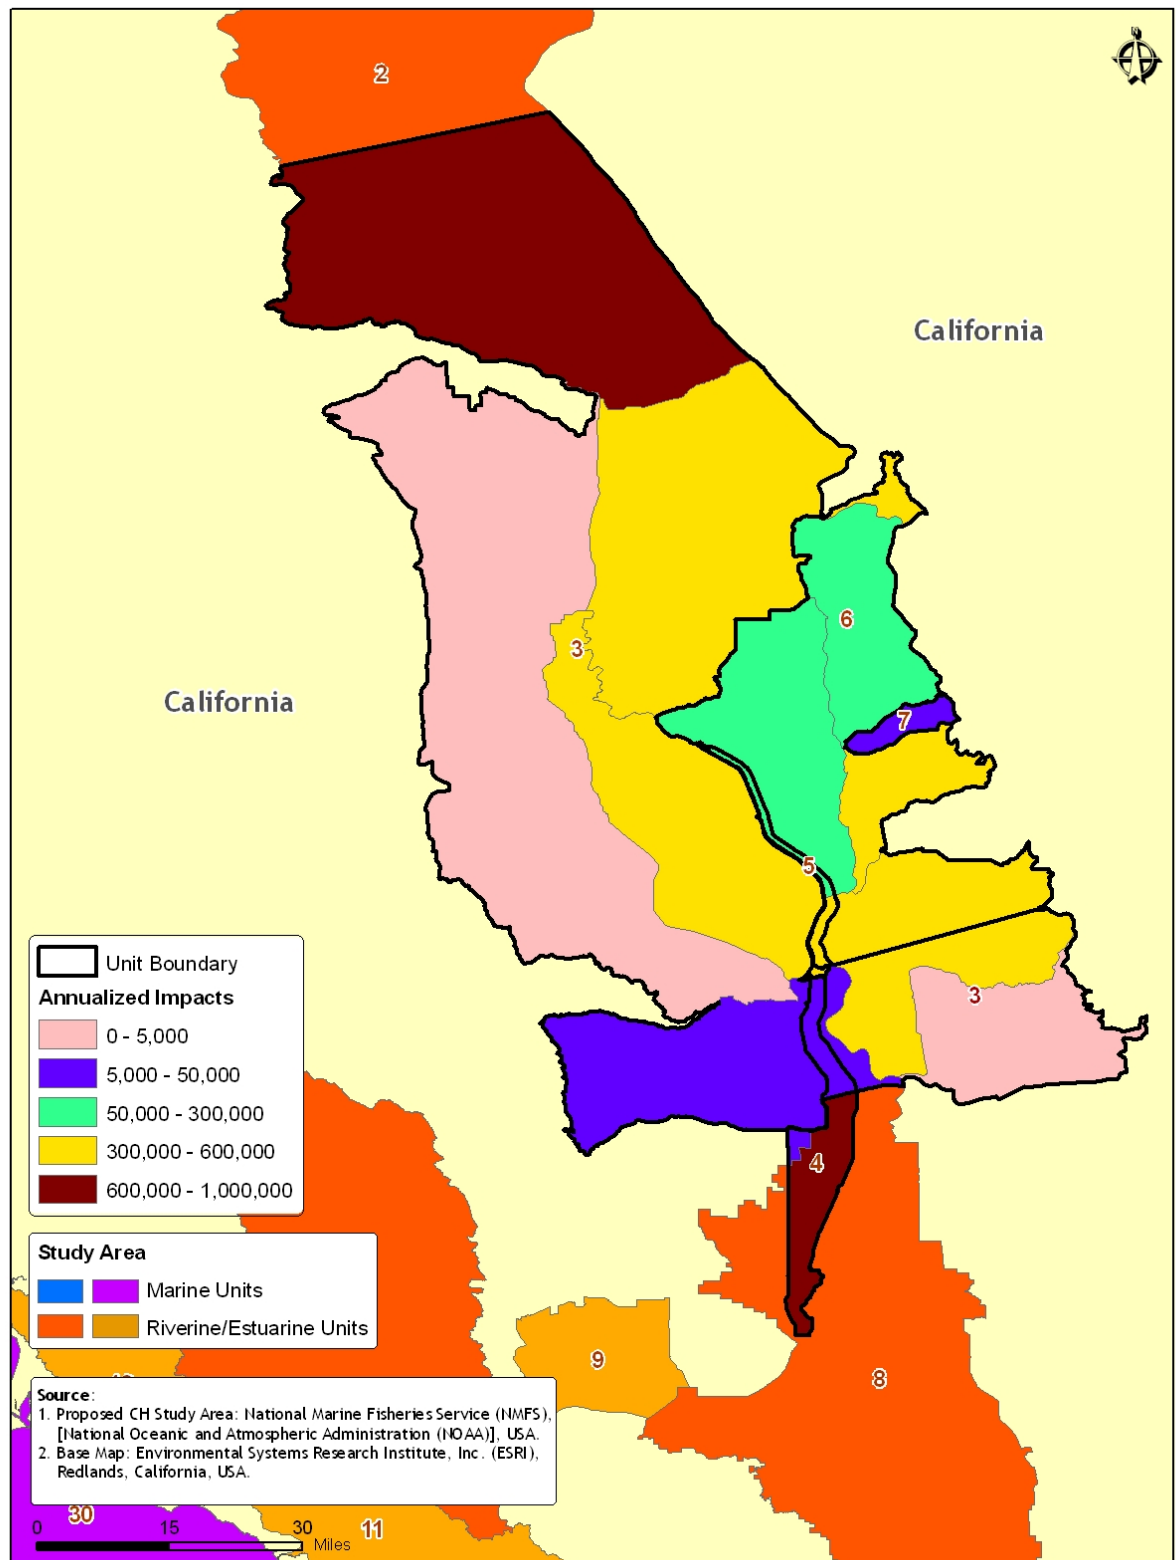 2
California
6
3
California
7
5
3
4
Unit Boundary
Annualized Impacts
0 - 5,000
5,000 - 50,000
50,000 - 300,000
300,000 - 600,000
600,000 - 1,000,000
Study Area
Marine Units
Riverine/Estuarine Units
9
8
Source:
1. Proposed CH Study Area: National Marine Fisheries Service (NMFS),
[National Oceanic and Atmospheric Administration (NOAA)], USA.
2. Base Map: Environmental Systems Research Institute, Inc. (ESRI),
Redlands, California, USA.
30
11
0 15 30
Miles